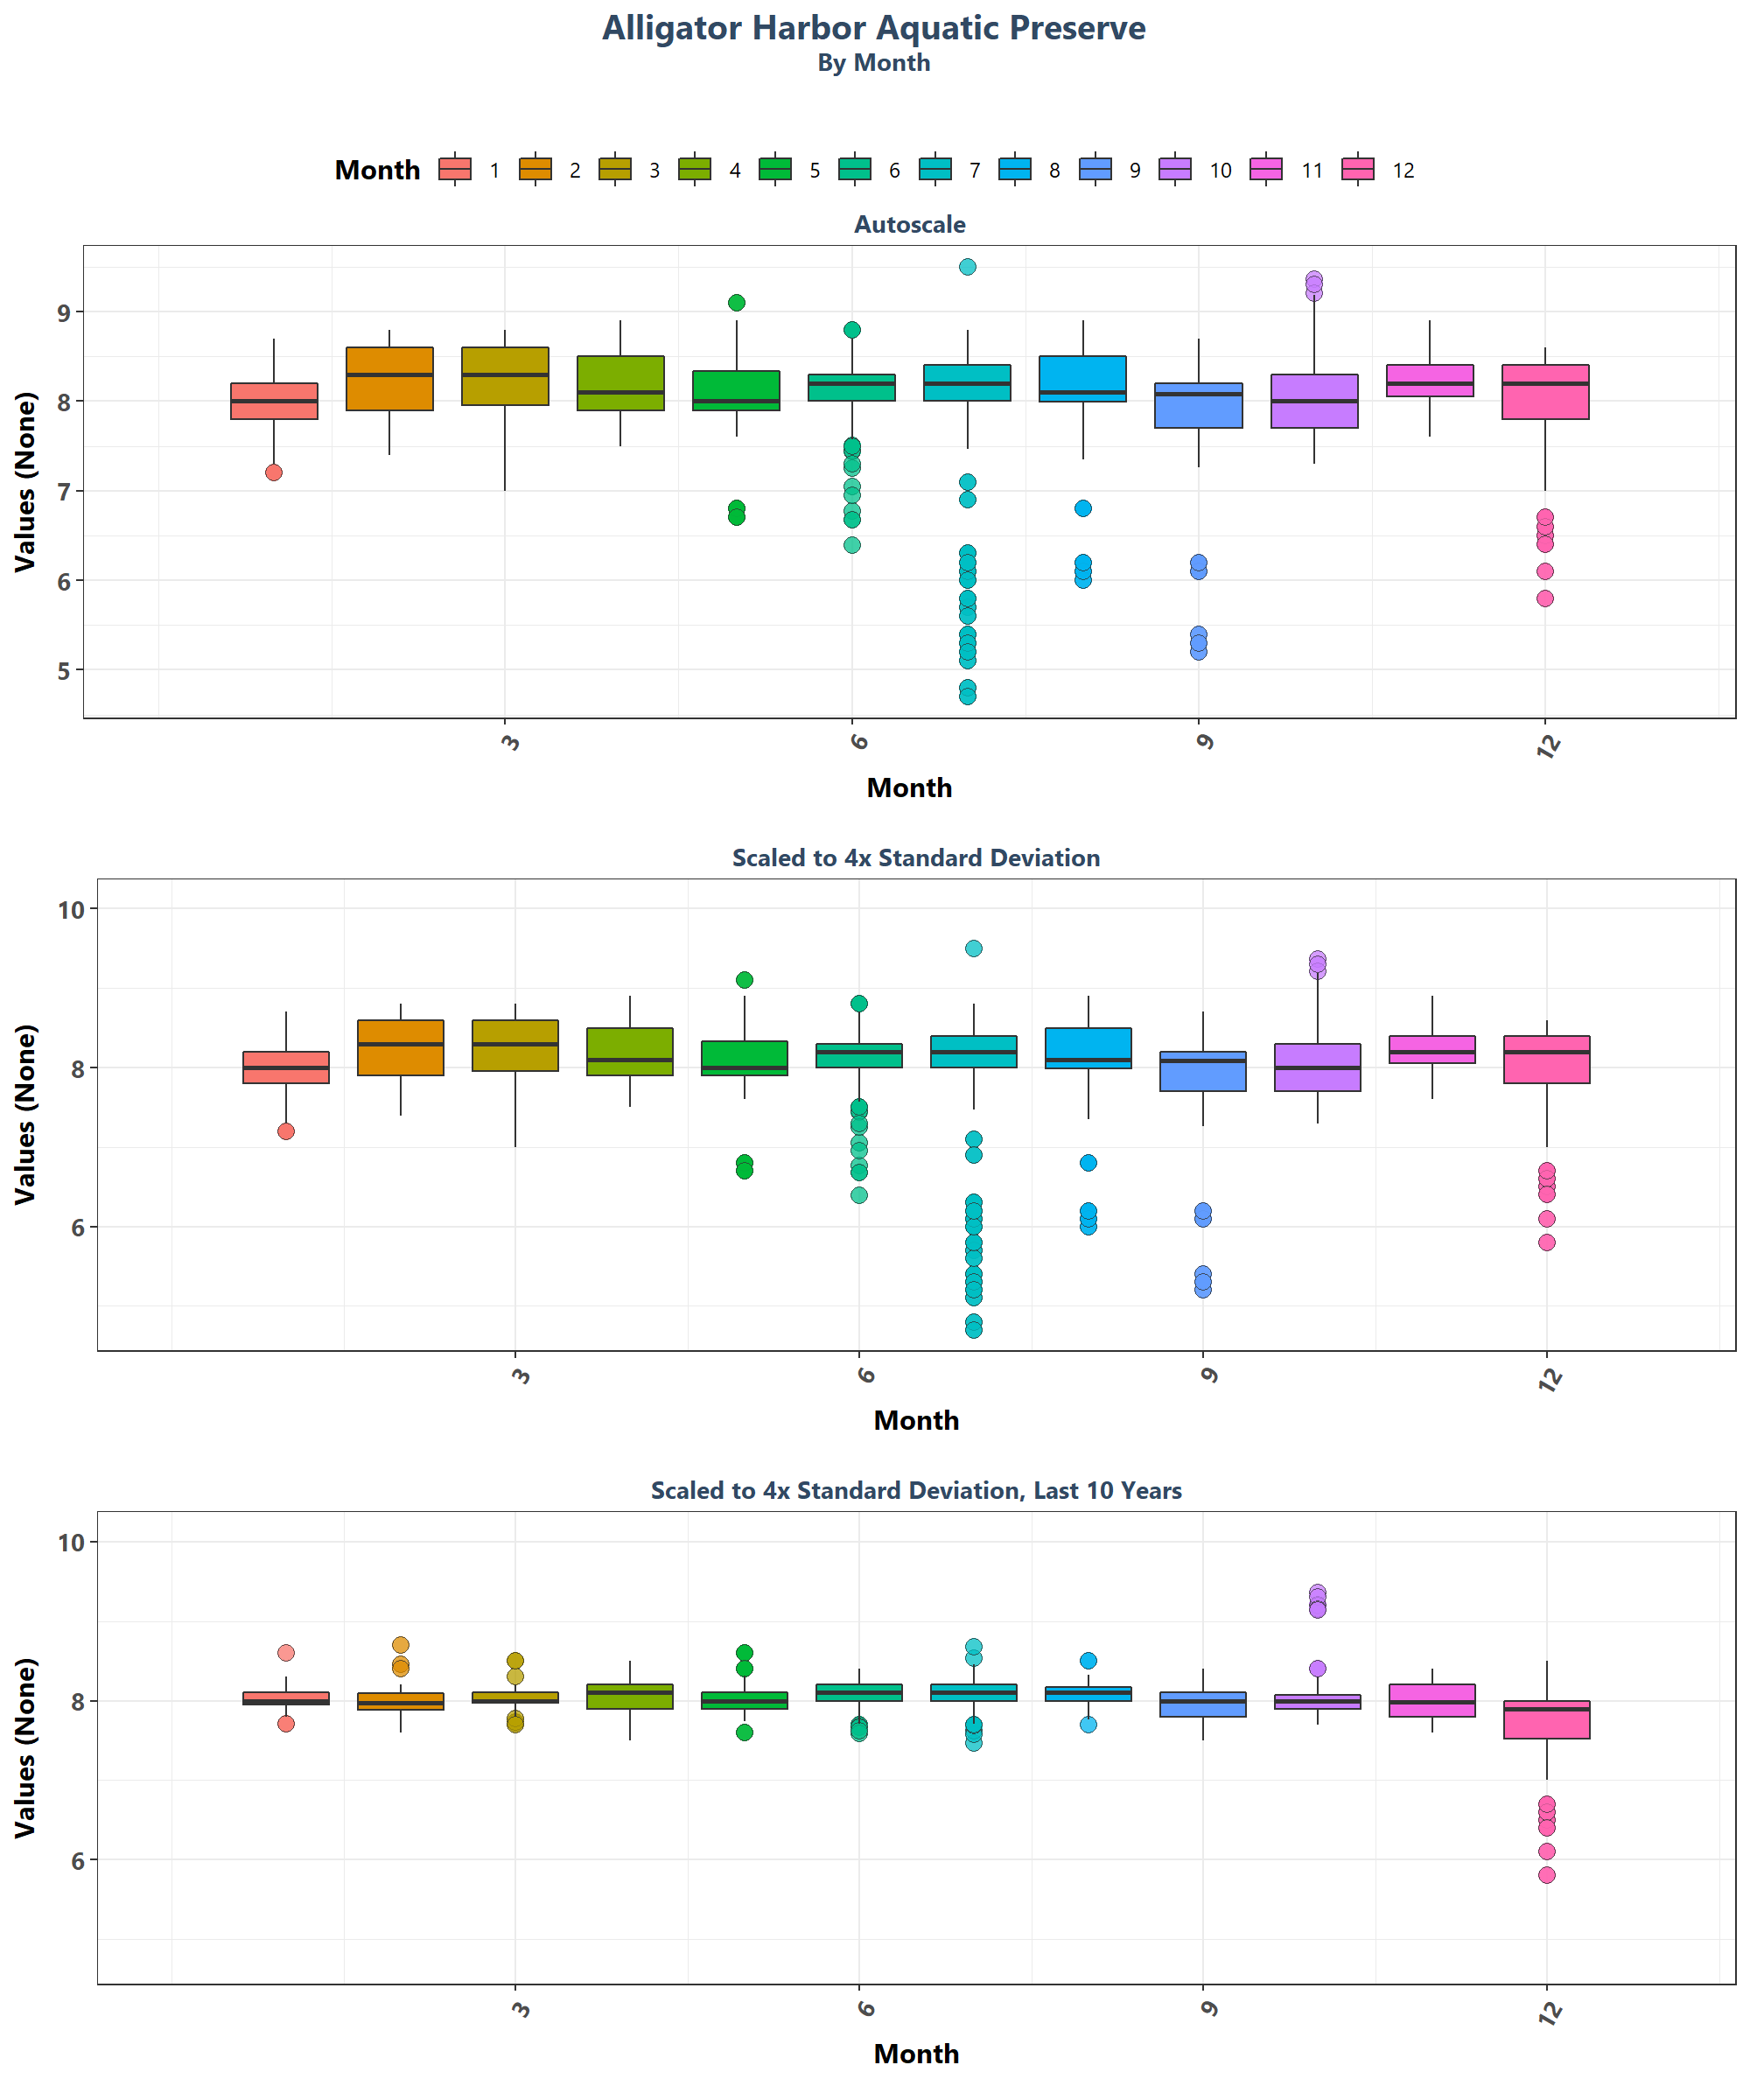 Alligator Harbor Aquatic Preserve
By Month
Month 1 2 3 4 5 6 7 8 9 10 11 12
Autoscale
Values (None)
9
8
7
6
5
3 6 9 12
Month
Scaled to 4x Standard Deviation
Values (None)
10
8
6
3 6 9 12
Month
Scaled to 4x Standard Deviation, Last 10 Years
Values (None)
10
8
6
3 6 9 12
Month